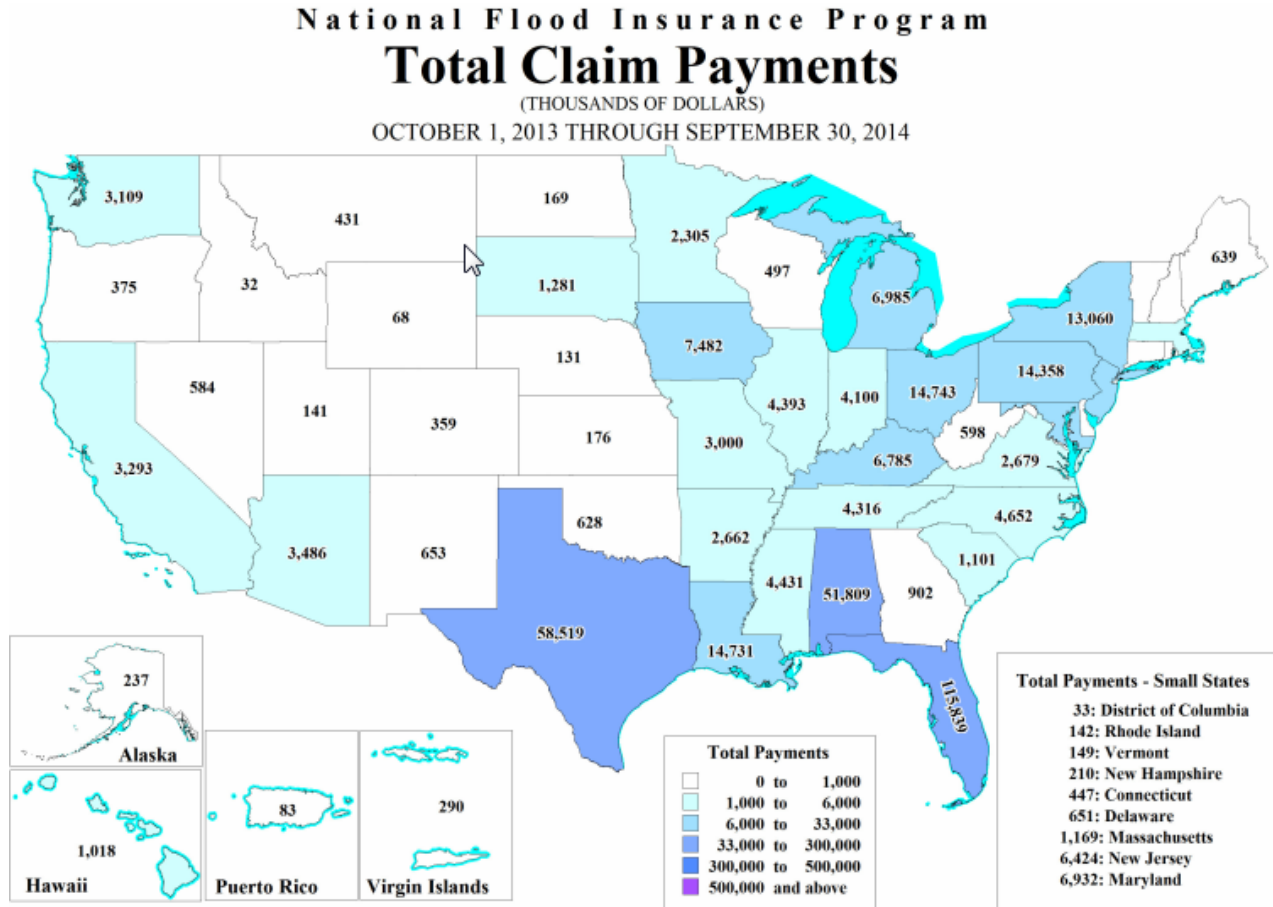 National Flood Insurance Program
Total Claim Payments
(THOUSANDS OF DOLLARS)
OCTOBER 1, 2013 THROUGH SEPTEMBER 30, 2014
3,109
431
169
2,305
497
639
375
32
1,281
6,985
13,060
68
7,482
584
141
131
14,743
14,358
359
4,393
4,100
598
3,293
176
3,000
6,785
2,679
4,316
4,652
3,486
653
628
2,662
1,101
4,431
51,809
902
58,519
14,731
115,839
237
Alaska
1,018
Hawaii
83
Puerto Rico
290
Virgin Islands
Total Payments
0 to 1,000
1,000 to 6,000
6,000 to 33,000
33,000 to 300,000
300,000 to 500,000
500,000 and above
Total Payments - Small States
33: District of Columbia
142: Rhode Island
149: Vermont
210: New Hampshire
447: Connecticut
651: Delaware
1,169: Massachusetts
6,424: New Jersey
6,932: Maryland